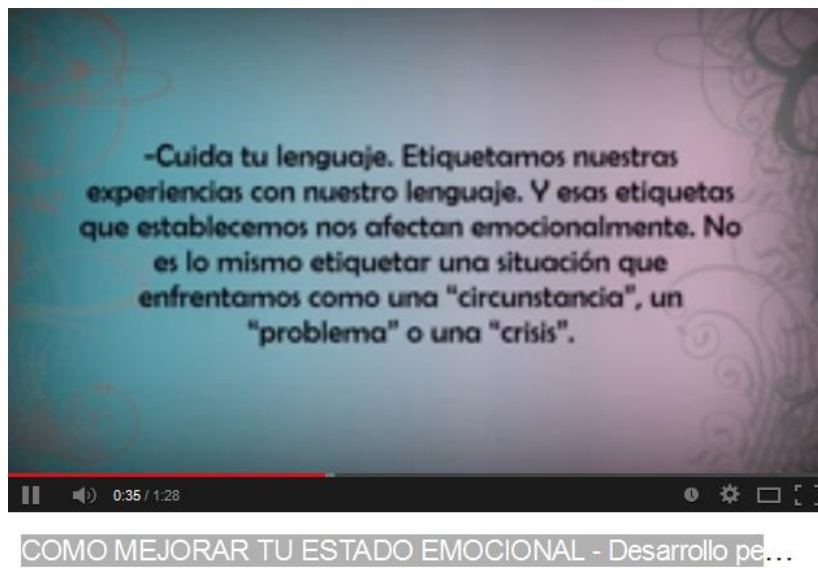 -Cuida tu lenguaje. Etiquetamos nuestras
experiencias con nuestro lenguaje. Y esas etiquetas
que establecemos nos afectan emocionalmente. No
es lo mismo etiquetar una situación que
enfrentamos como una "circunstancia", un
"problema" o una "crisis".
0:35 / 1:28
COMO MEJORAR TU ESTADO EMOCIONAL - Desarrollo pe...